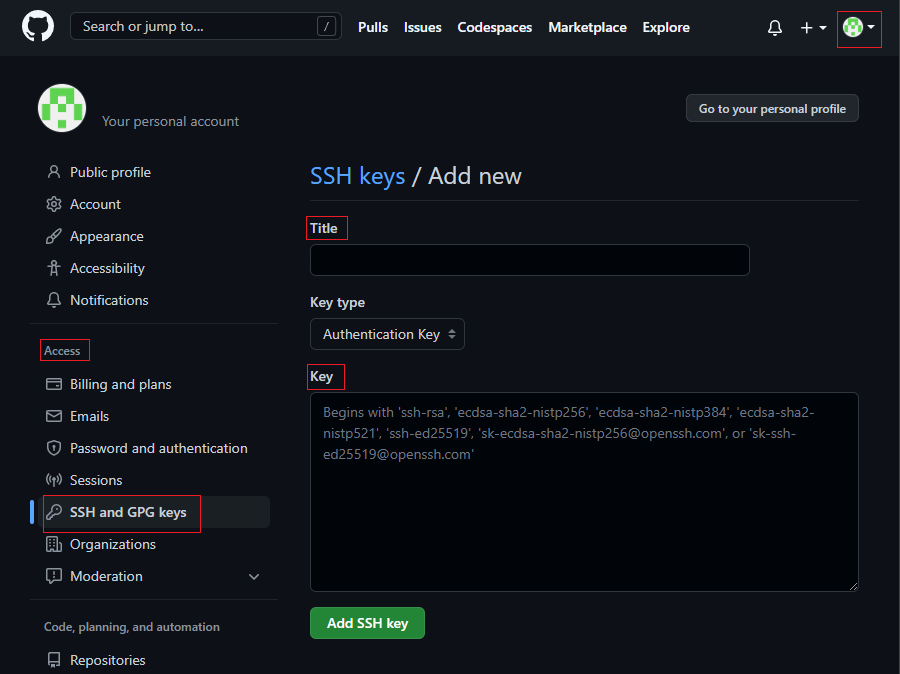 Search or jump to... /
Pulls Issues Codespaces Marketplace Explore
Your personal account
Go to your personal profile
Public profile
Account
Appearance
Accessibility
Notifications
Access
Billing and plans
Emails
Password and authentication
Sessions
SSH and GPG keys
Organizations
Moderation
Code, planning, and automation
Repositories
SSH keys / Add new
Title
Key type
Authentication Key
Key
Begins with 'ssh-rsa', 'ecdsa-sha2-nistp256', 'ecdsa-sha2-nistp384', 'ecdsa-sha2-
nistp521', 'ssh-ed25519', 'sk-ecdsa-sha2-nistp256@openssh.com', or 'sk-ssh-
ed25519@openssh.com'
Add SSH key